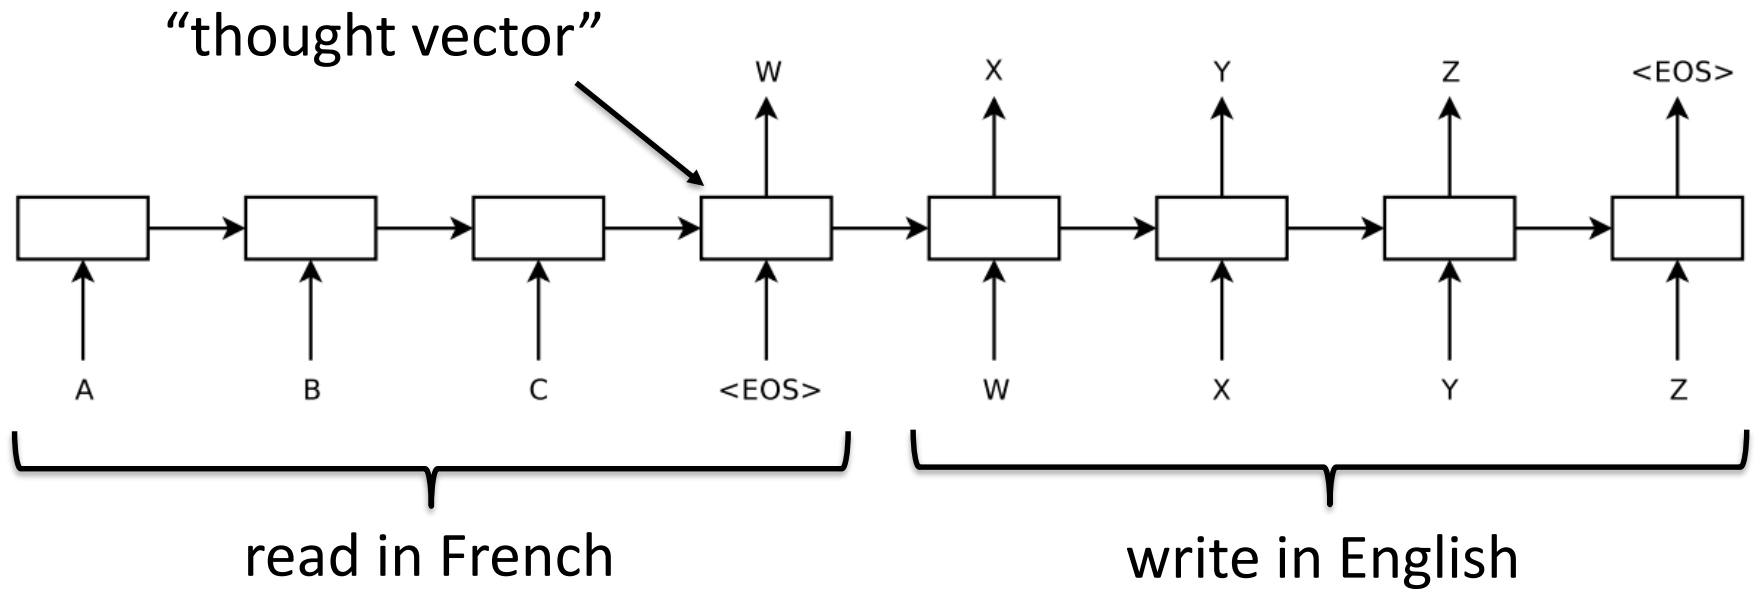 “thought vector”
W X Y Z <EOS>
A B C <EOS> W X Y Z
read in French
write in English